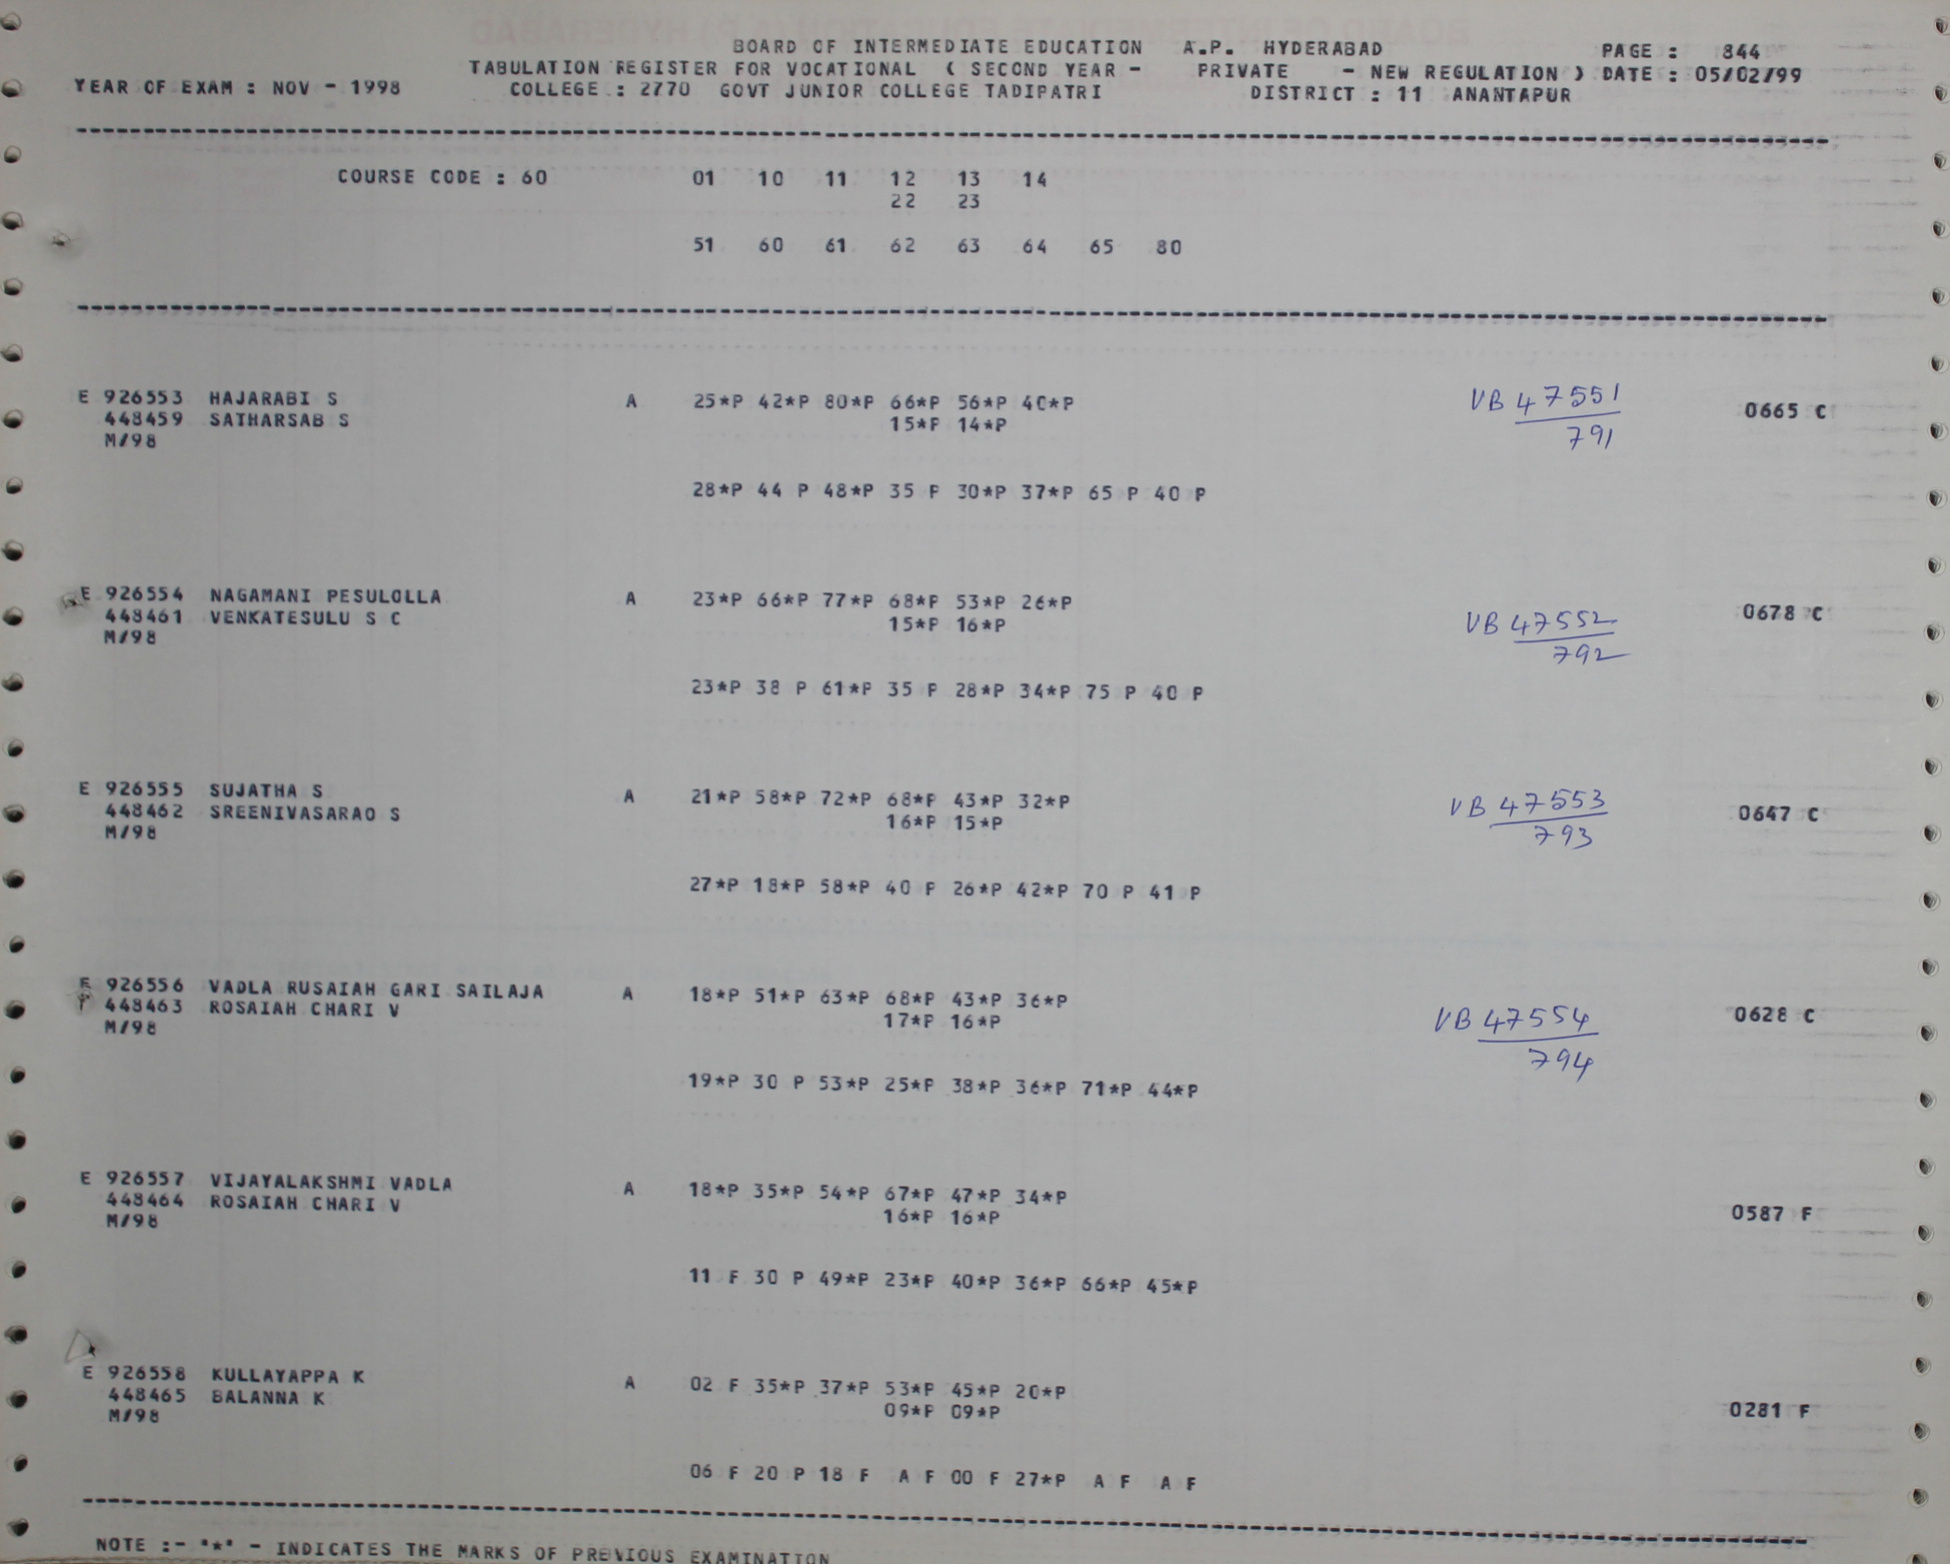 BOARD OF INTERMEDIATE EDUCATION A.P. HYDERABAD PAGE : 844
TABULATION REGISTER FOR VOCATIONAL ( SECOND YEAR - PRIVATE - NEW REGULATION ) DATE : 05/02/99
YEAR OF EXAM : NOV - 1998 COLLEGE : 2770 GOVT JUNIOR COLLEGE TADIPATRI DISTRICT : 11 ANANTAPUR
COURSE CODE : 60 01 10 11 12 13 14
22 23
51 60 61 62 63 64 65 80
E 926553 HAJARABI S A 25*P 42*P 80*P 66*P 56*P 40*P VB 47551 0665 C
448459 SATHARSAB S 15*P 14*P 791
M/98
28*P 44 P 48*P 35 P 30*P 37*P 65 P 40 P
E 926554 NAGAMANI PESULOLLA A 23*P 66*P 77*P 68*P 53*P 26*P VB 47552 0678 C
448461 VENKATESULU S C 15*P 16*P 792
M/98
23*P 38 P 61*P 35 P 28*P 34*P 75 P 40 P
E 926555 SUJATHA S A 21*P 58*P 72*P 68*P 43*P 32*P VB 47553 0647 C
448462 SREENIVASARAO S 16*P 15*P 793
M/98
27*P 18*P 58*P 40 P 26*P 42*P 70 P 41 P
E 926556 VADLA RUSAIAH GARI SAILAJA A 18*P 51*P 63*P 68*P 43*P 36*P VB 47554 0628 C
448463 ROSAIAH CHARI V 17*P 16*P 794
M/98
19*P 30 P 53*P 25*P 38*P 36*P 71*P 44*P
E 926557 VIJAYALAKSHMI VADLA A 18*P 35*P 54*P 67*P 47*P 34*P 0587 F
448464 ROSAIAH CHARI V 16*P 16*P
M/98
11 F 30 P 49*P 23*P 40*P 36*P 66*P 45*P
E 926558 KULLAYAPPA K A 02 F 35*P 37*P 53*P 45*P 20*P 0281 F
448465 BALANNA K 09*P 09*P
M/98
06 F 20 P 18 F A F 00 F 27*P A F A F
NOTE :- "*" - INDICATES THE MARKS OF PREVIOUS EXAMINATION